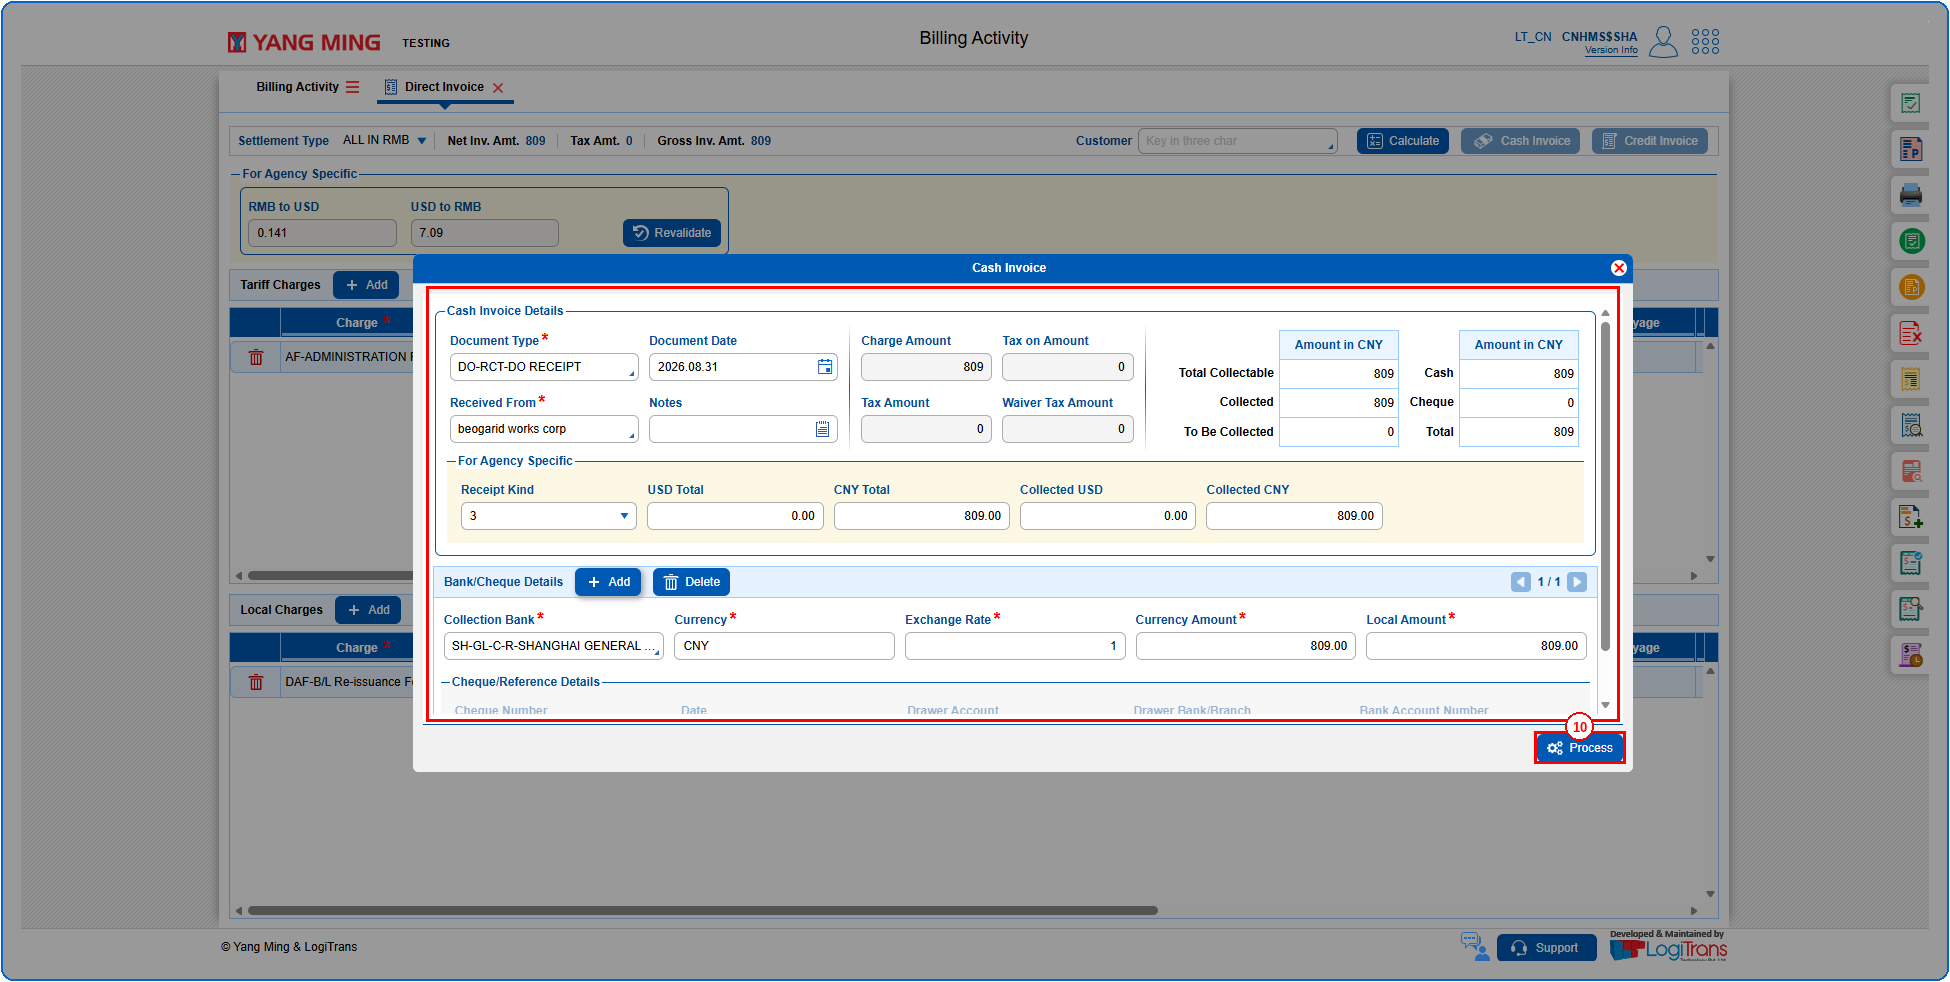 YANG MING TESTING
Billing Activity
LT_CN CNHMS$SHA
Version Info
Billing Activity Direct Invoice
Settlement Type ALL IN RMB Net Inv. Amt. 809 Tax Amt. 0 Gross Inv. Amt. 809 Customer Key in three char Calculate Cash Invoice Credit Invoice
For Agency Specific
RMB to USD USD to RMB
0.141 7.09 Revalidate
Cash Invoice
Tariff Charges + Add
Charge * yage
AF-ADMINISTRATION
Cash Invoice Details
Document Type * Document Date Charge Amount Tax on Amount Amount in CNY Amount in CNY
DO-RCT-DO RECEIPT 2026.08.31 809 0 Total Collectable 809 Cash 809
Received From * Notes Tax Amount Waiver Tax Amount Collected 809 Cheque 0
beogarid works corp 0 0 To Be Collected 0 Total 809
For Agency Specific
Receipt Kind USD Total CNY Total Collected USD Collected CNY
3 0.00 809.00 0.00 809.00
Bank/Cheque Details + Add Delete 1 / 1
Collection Bank * Currency * Exchange Rate * Currency Amount * Local Amount *
SH-GL-C-R-SHANGHAI GENERAL ... CNY 1 809.00 809.00
Cheque/Reference Details
Cheque Number Date Drawer Account Drawer Bank/Branch Bank Account Number
10
Process
Local Charges + Add
Charge * yage
DAF-B/L Re-issuance F
© Yang Ming & LogiTrans
Support
Developed & Maintained by
LogiTrans